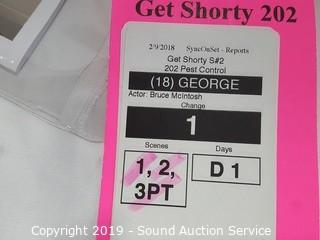 Get Shorty 202
2/9/2018 SyncOnSet - Reports
Get Shorty S#2
202 Pest Control
(18) GEORGE
Actor: Bruce McIntosh
Change
1
Scenes Days
1, 2, D 1
3PT
Copyright 2019 - Sound Auction Service